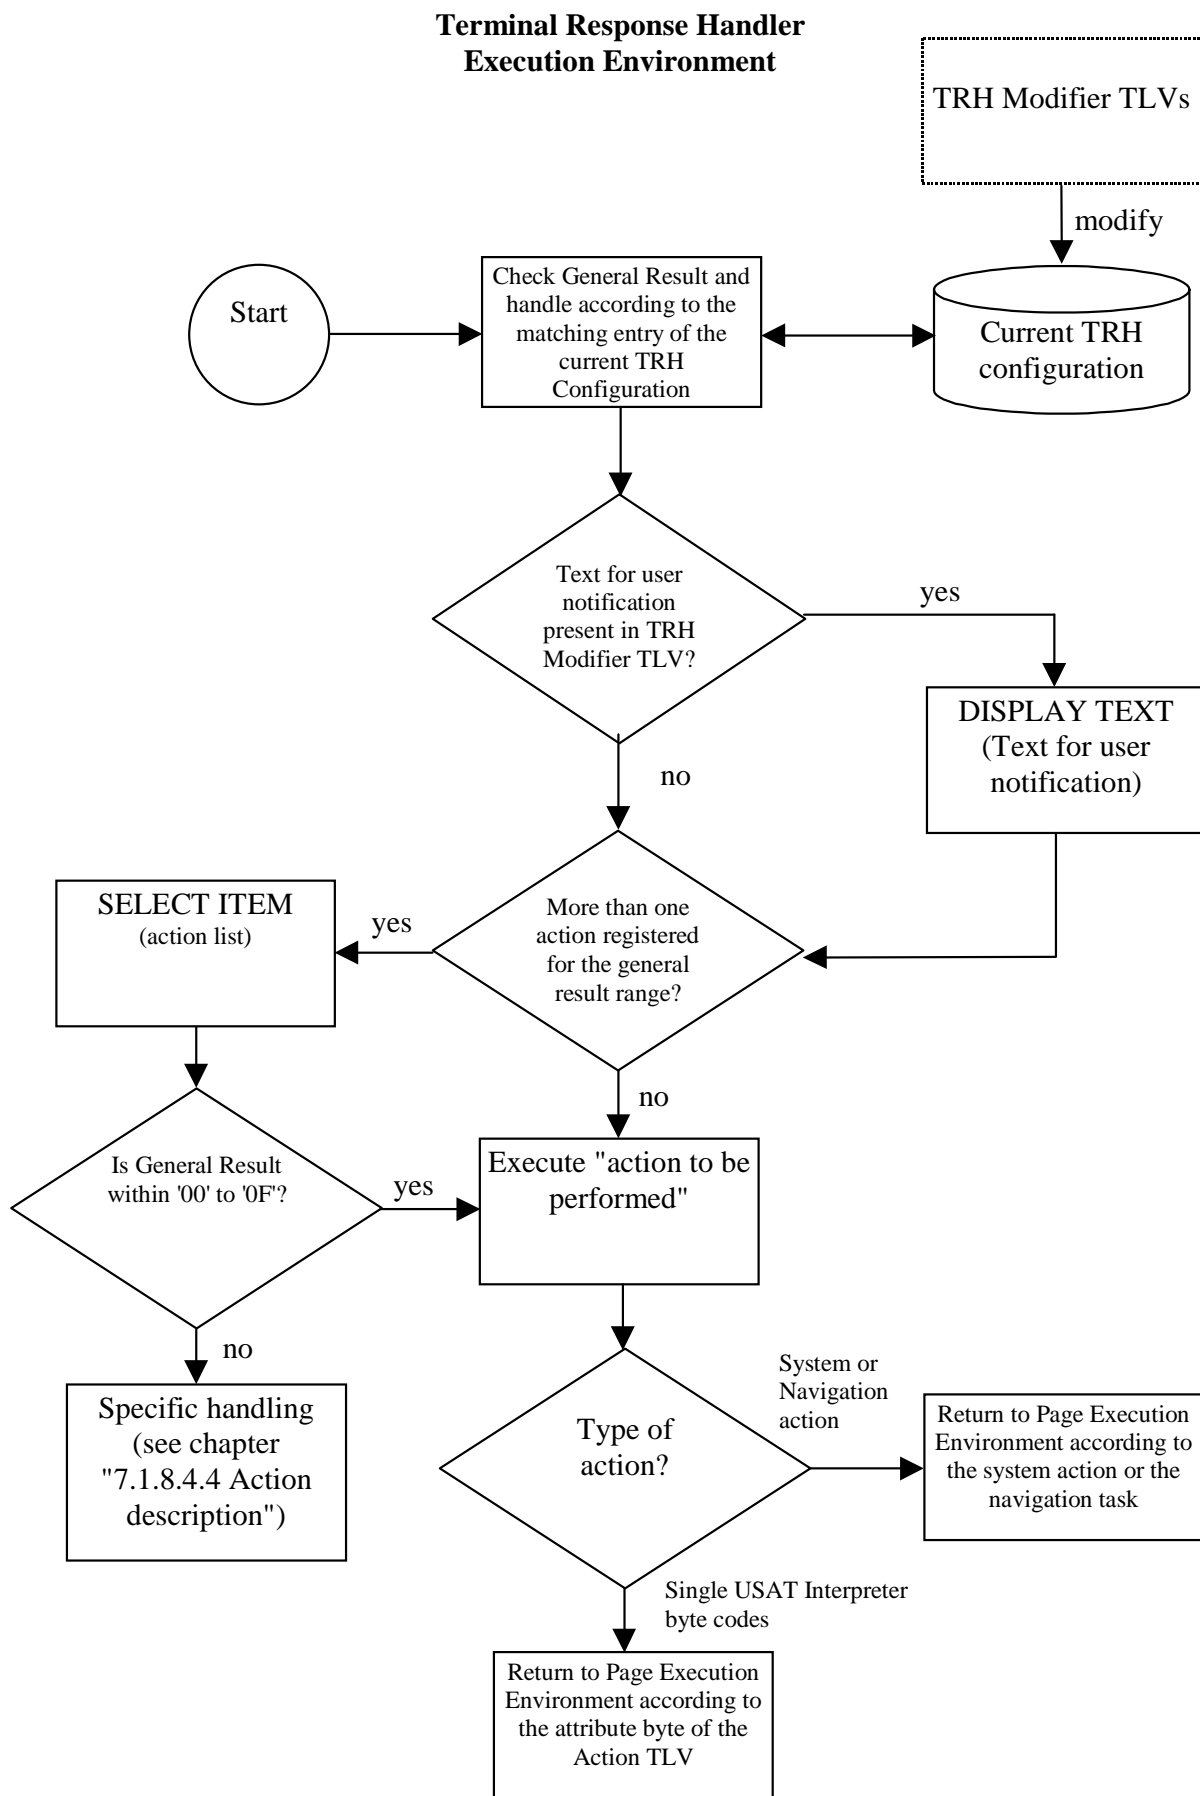 Terminal Response Handler
Execution Environment
TRH Modifier TLVs
modify
Start
Check General Result and
handle according to the
matching entry of the
current TRH
Configuration
Current TRH
configuration
Text for user
notification
present in TRH
Modifier TLV?
yes
DISPLAY TEXT
(Text for user
notification)
no
SELECT ITEM
(action list)
yes
More than one
action registered
for the general
result range?
no
Is General Result
within '00' to '0F'?
yes
Execute "action to be
performed"
no
Specific handling
(see chapter
"7.1.8.4.4 Action
description")
Type of
action?
System or
Navigation
action
Return to Page Execution
Environment according to
the system action or the
navigation task
Single USAT Interpreter
byte codes
Return to Page Execution
Environment according to
the attribute byte of the
Action TLV